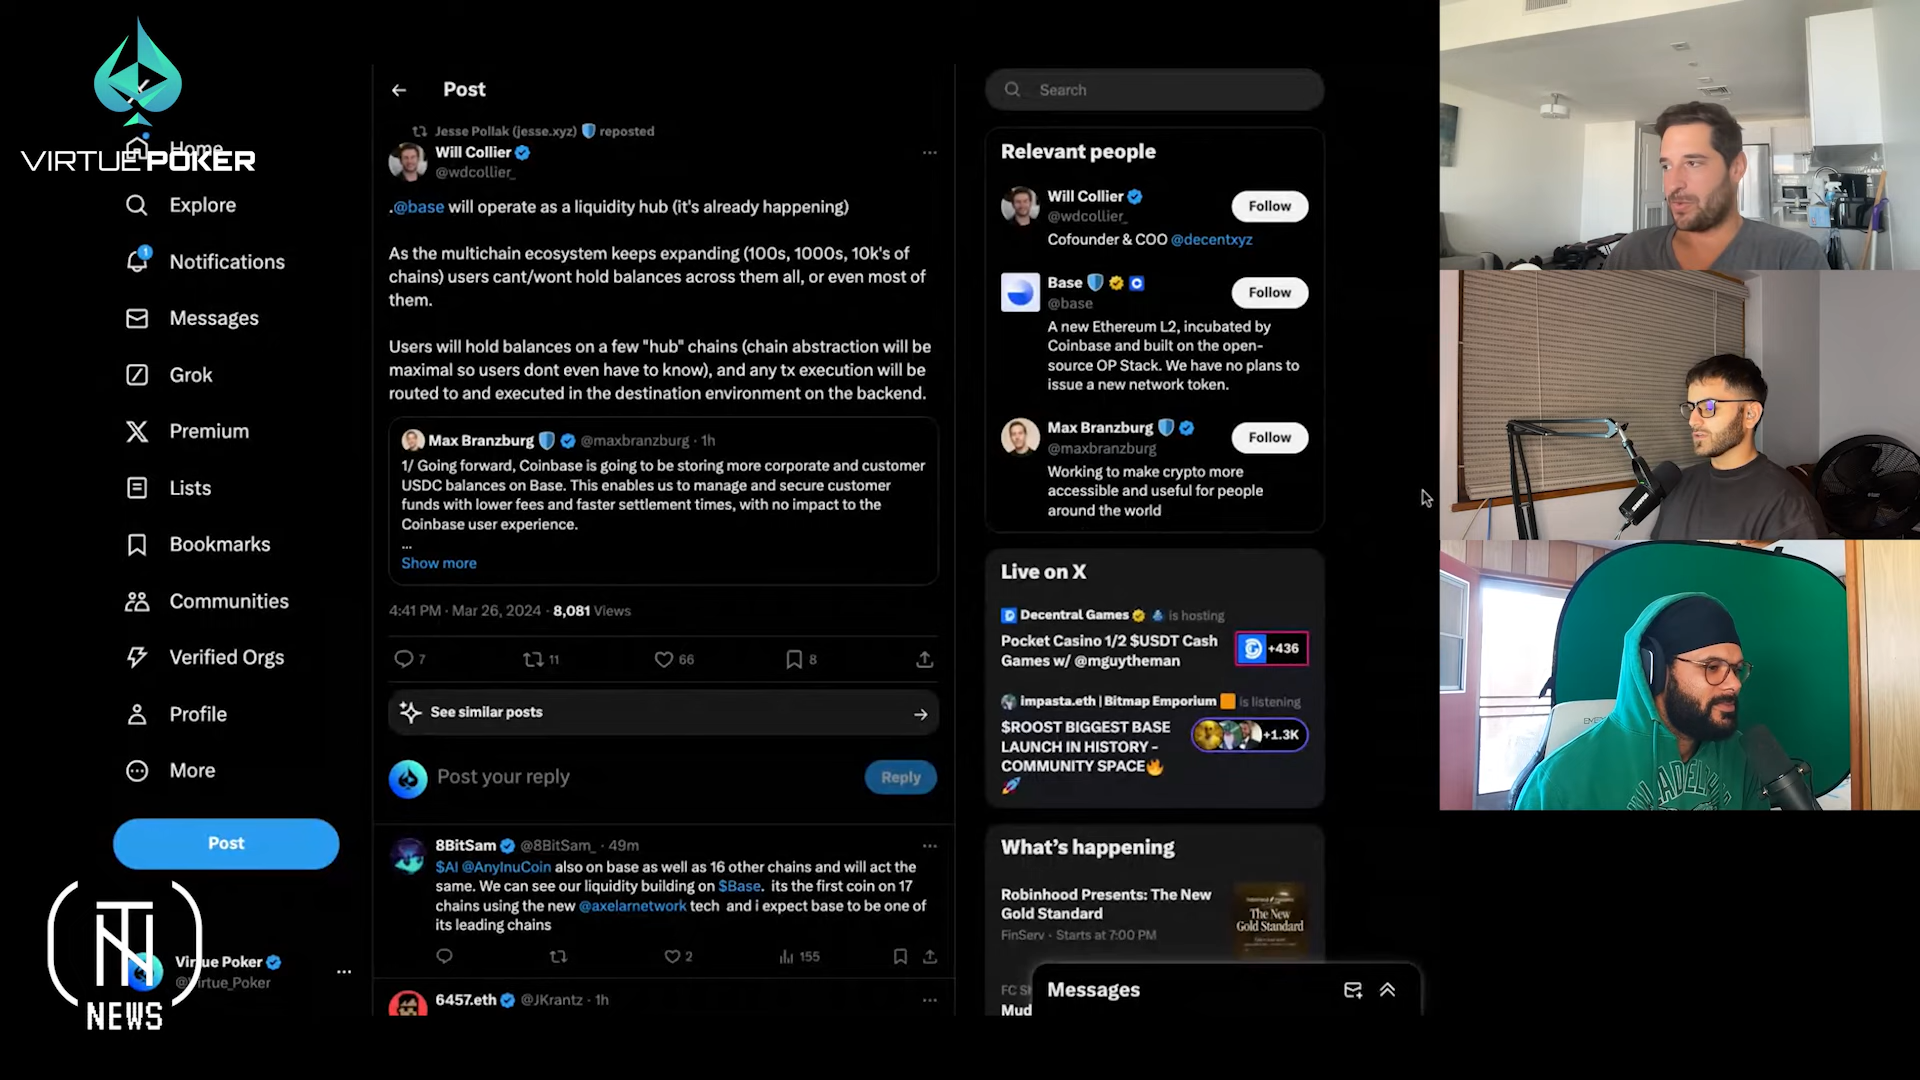 VIRTUE POKER
Home
Explore
Notifications
1
Messages
Grok
Premium
Lists
Bookmarks
Communities
Verified Orgs
Profile
More
Post
Virtue Poker
@Virtue_Poker
TN
NEWS
Post
Jesse Pollak (jesse.xyz) reposted
Will Collier
@wdcollier_
.@base will operate as a liquidity hub (it's already happening)
As the multichain ecosystem keeps expanding (100s, 1000s, 10k's of
chains) users cant/wont hold balances across them all, or even most of
them.
Users will hold balances on a few "hub" chains (chain abstraction will be
maximal so users dont even have to know), and any tx execution will be
routed to and executed in the destination environment on the backend.
Max Branzburg @maxbranzburg · 1h
1/ Going forward, Coinbase is going to be storing more corporate and customer
USDC balances on Base. This enables us to manage and secure customer
funds with lower fees and faster settlement times, with no impact to the
Coinbase user experience.
...
Show more
4:41 PM · Mar 26, 2024 · 8,081 Views
7 11 66 8
See similar posts
Post your reply
Reply
8BitSam @8BitSam_ · 49m
$AI @AnyInuCoin also on base as well as 16 other chains and will act the
same. We can see our liquidity building on $Base. its the first coin on 17
chains using the new @axelarnetwork tech and i expect base to be one of
its leading chains
2 155
6457.eth @JKrantz · 1h
Search
Relevant people
Will Collier
@wdcollier_
Follow
Cofounder & COO @decentxyz
Base
@base
Follow
A new Ethereum L2, incubated by
Coinbase and built on the open-
source OP Stack. We have no plans to
issue a new network token.
Max Branzburg
@maxbranzburg
Follow
Working to make crypto more
accessible and useful for people
around the world
Live on X
Decentral Games is hosting
Pocket Casino 1/2 $USDT Cash
Games w/ @mguytheman
+436
impasta.eth | Bitmap Emporium is listening
$ROOST BIGGEST BASE
LAUNCH IN HISTORY -
COMMUNITY SPACE🔥
🚀
+1.3K
What's happening
Robinhood Presents: The New
Gold Standard
FinServ · Starts at 7:00 PM
The New
Gold Standard
Messages